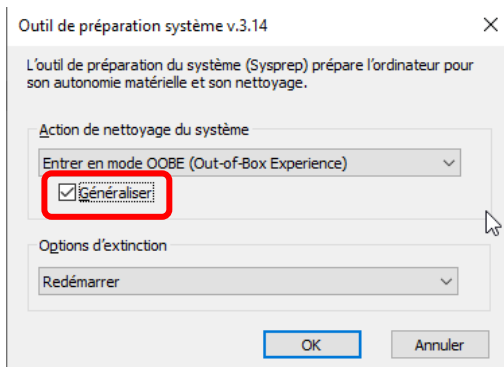 Outil de préparation système v.3.14
L’outil de préparation du système (Sysprep) prépare l’ordinateur pour
son autonomie matérielle et son nettoyage.
Action de nettoyage du système
Entrer en mode OOBE (Out-of-Box Experience)
Généraliser
Options d’extinction
Redémarrer
OK Annuler